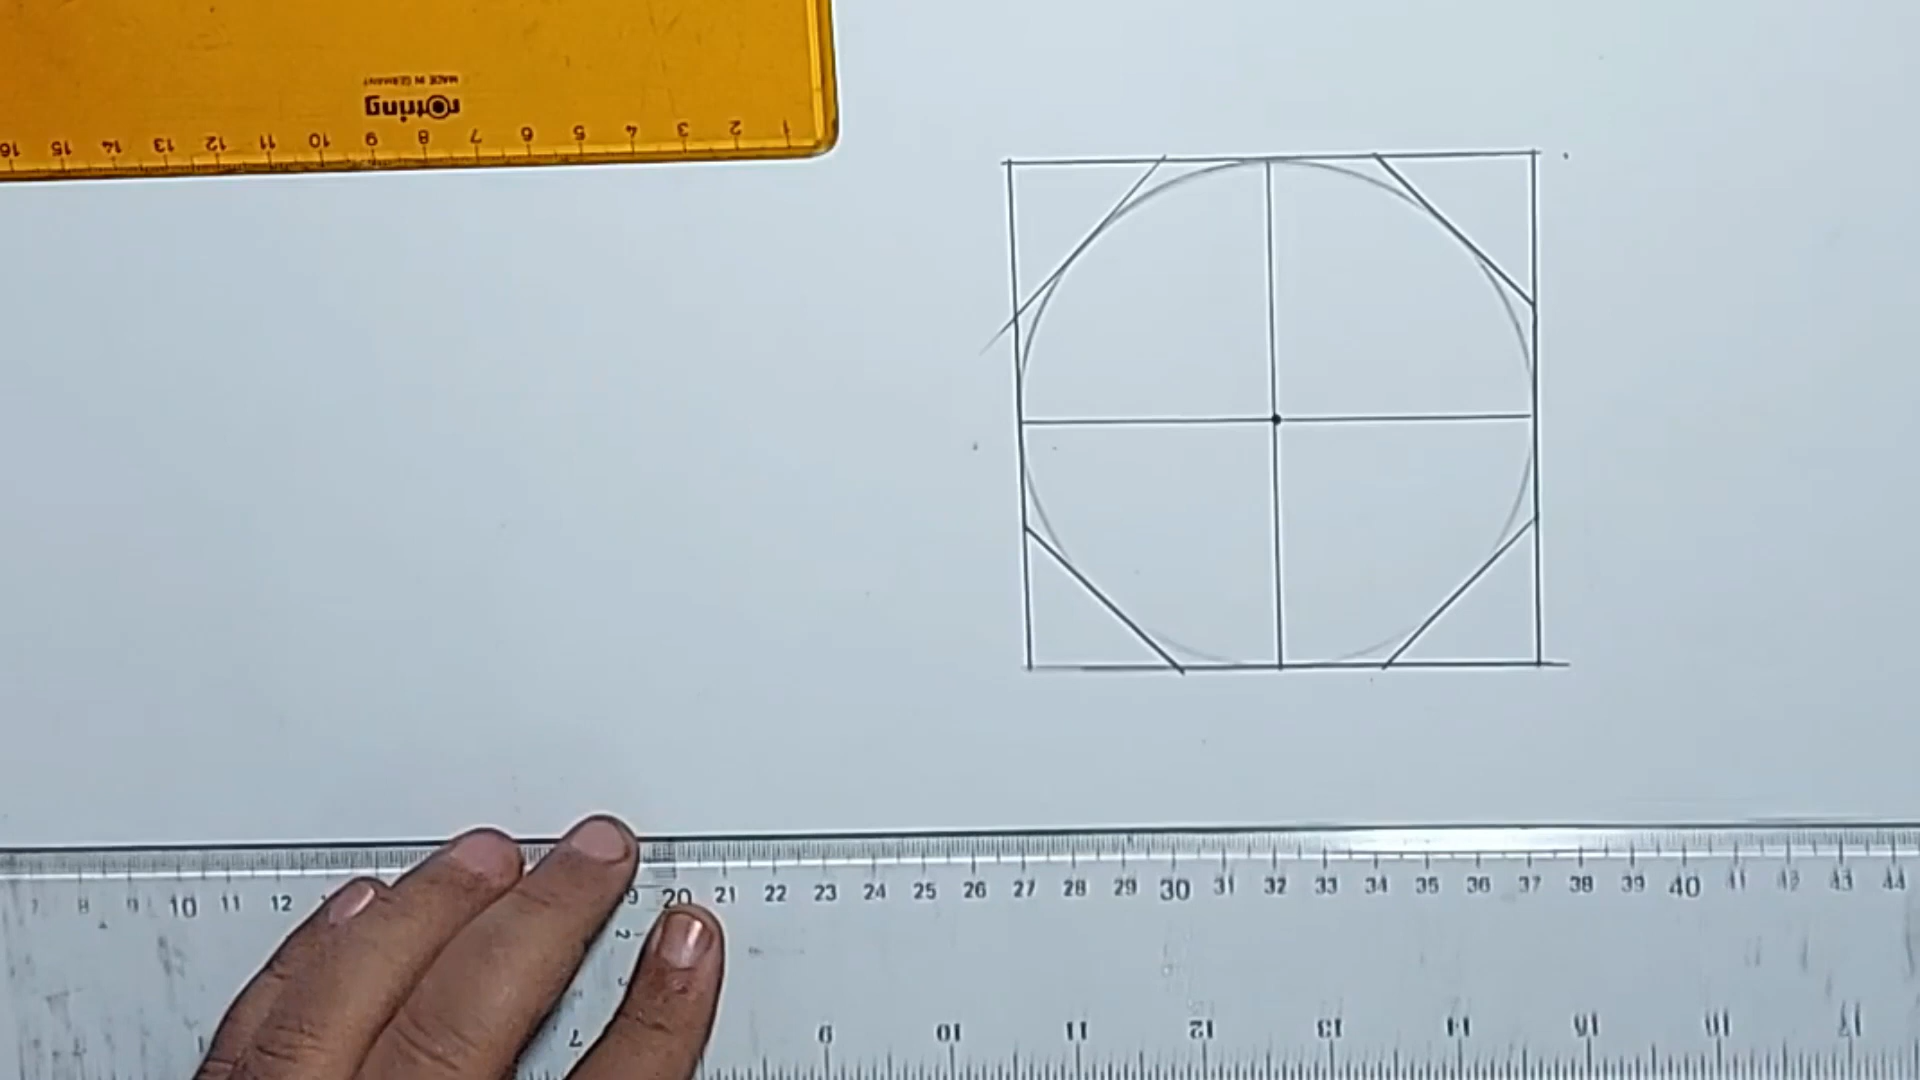 MADE IN GERMANY
rotring
16 15 14 13 12 11 10 9 8 7 6 5 4 3 2 1
7 8 9 10 11 12 20 21 22 23 24 25 26 27 28 29 30 31 32 33 34 35 36 37 38 39 40 41 42 43 44
2
7 9 10 11 12 13 14 15 16 17